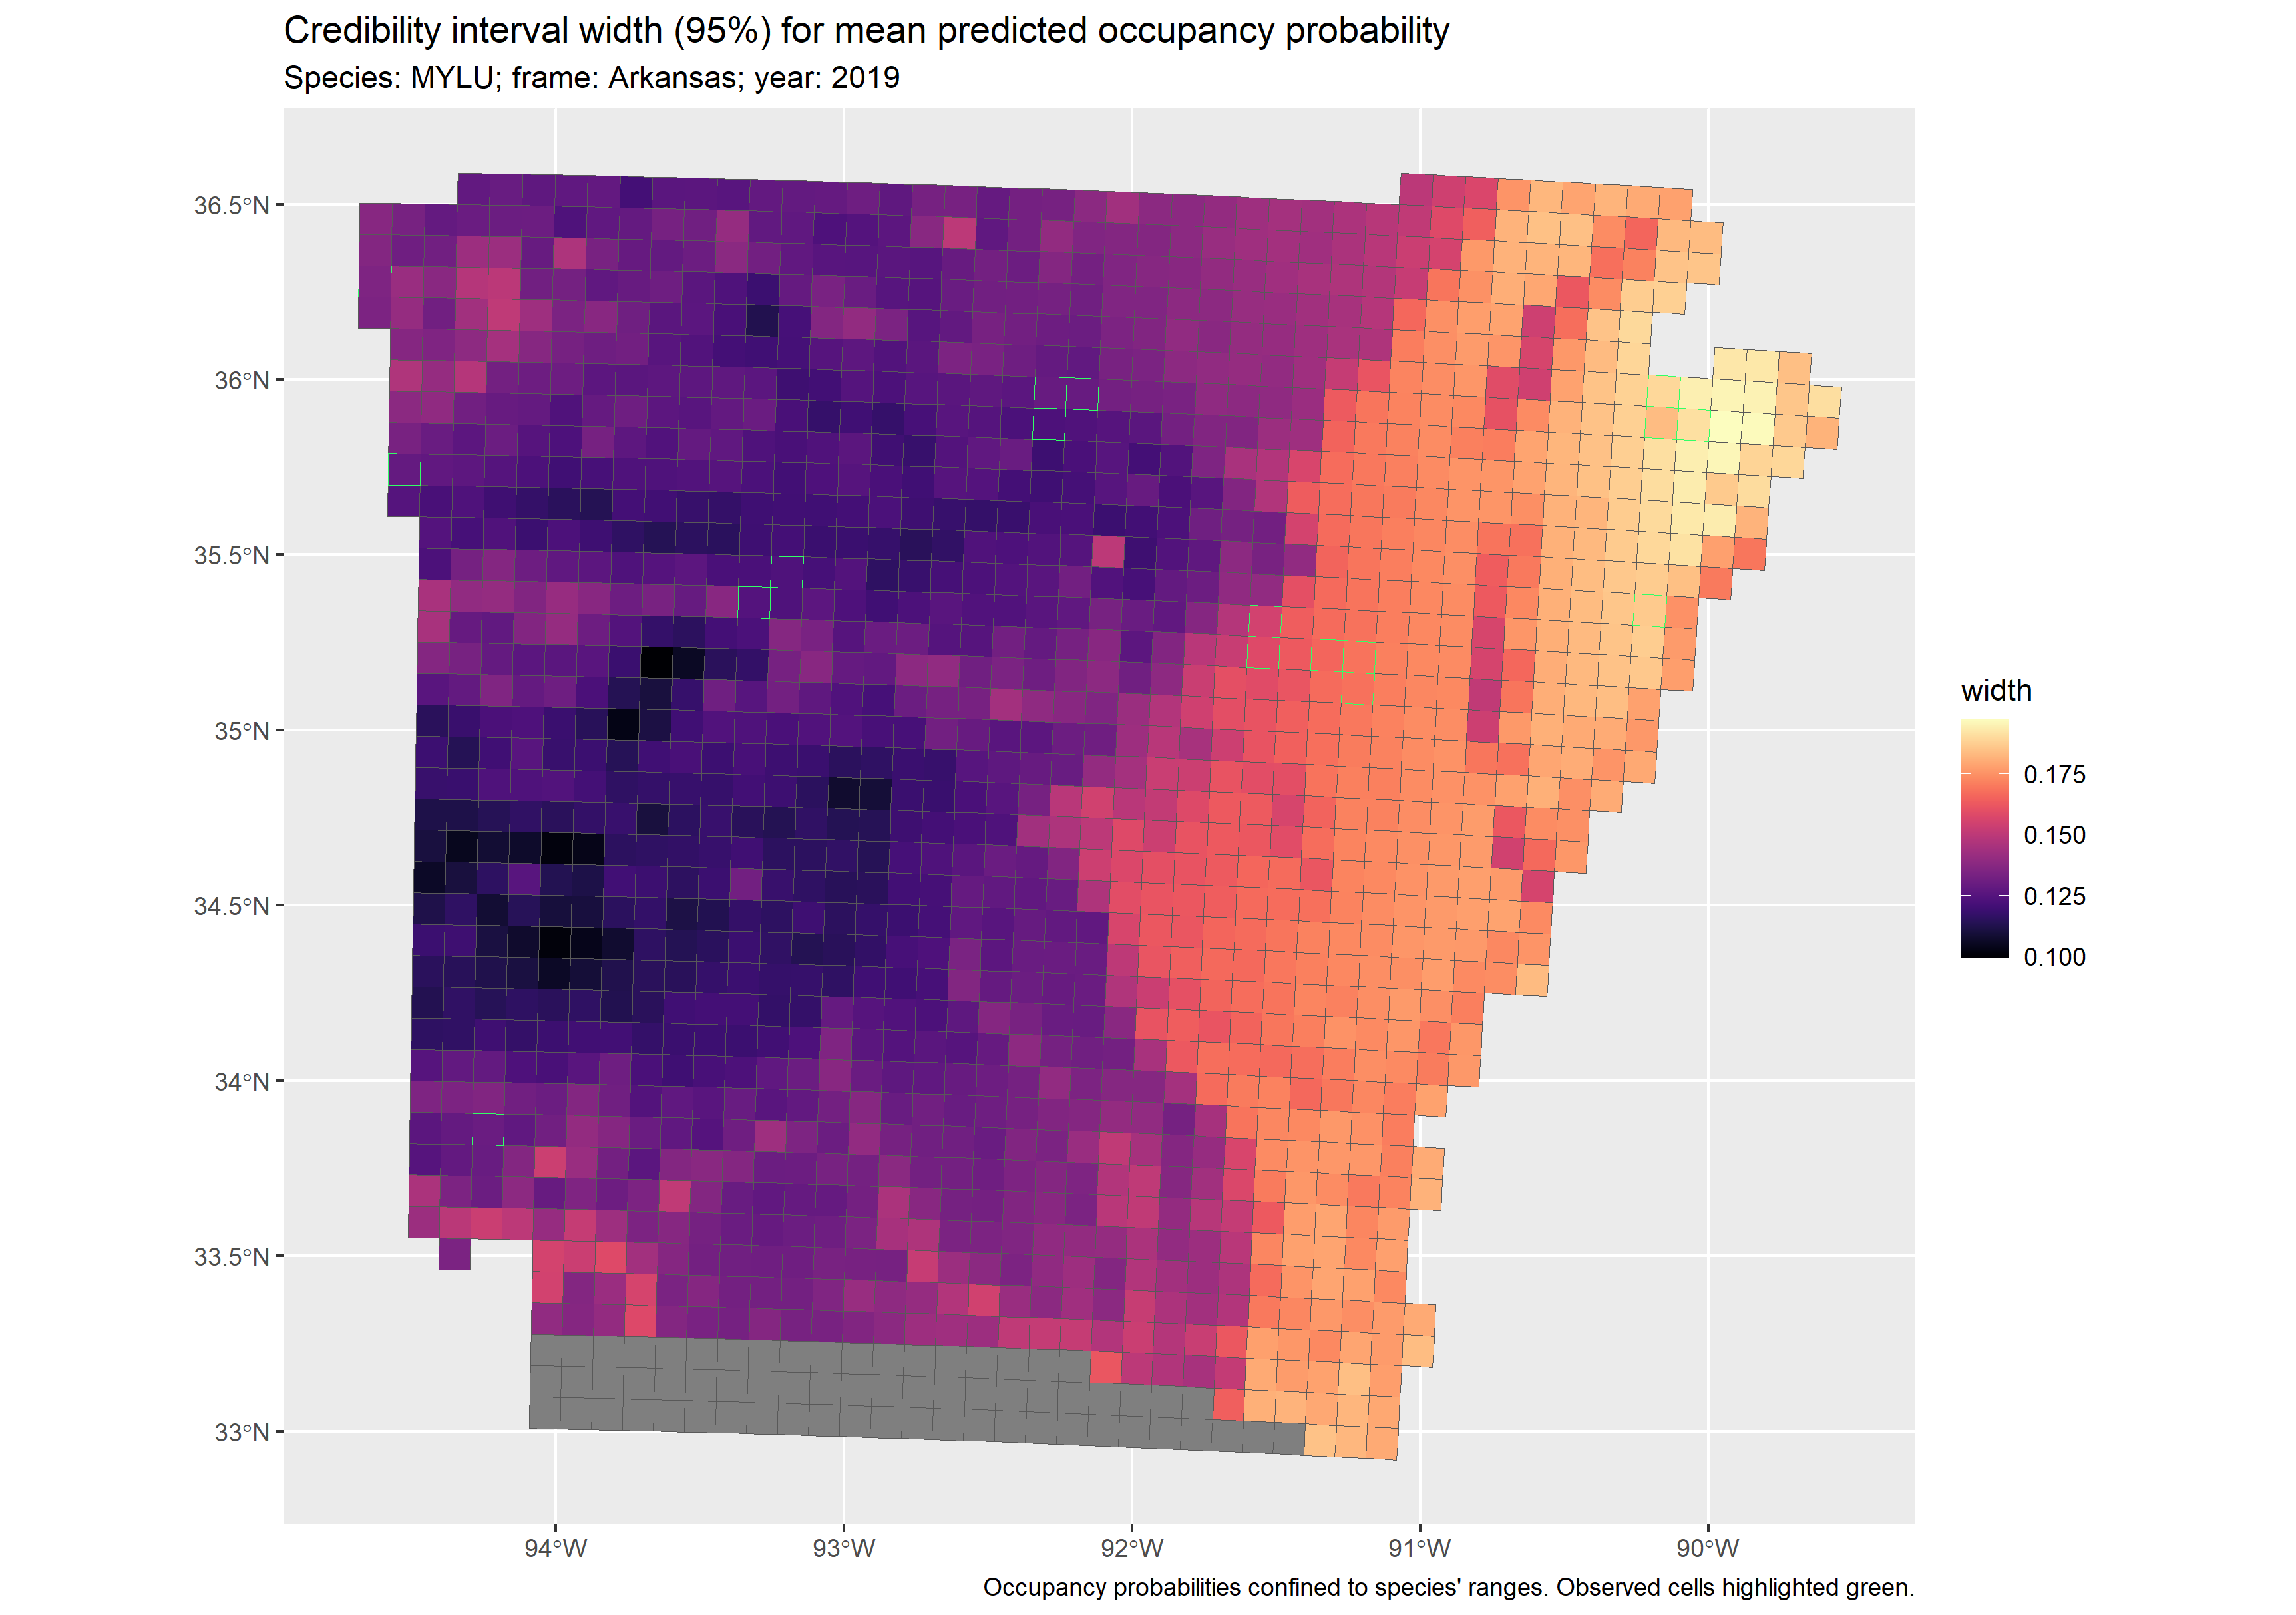 Credibility interval width (95%) for mean predicted occupancy probability
Species: MYLU; frame: Arkansas; year: 2019
36.5°N
36°N
35.5°N
35°N
34.5°N
34°N
33.5°N
33°N
94°W
93°W
92°W
91°W
90°W
width
0.175
0.150
0.125
0.100
Occupancy probabilities confined to species' ranges. Observed cells highlighted green.